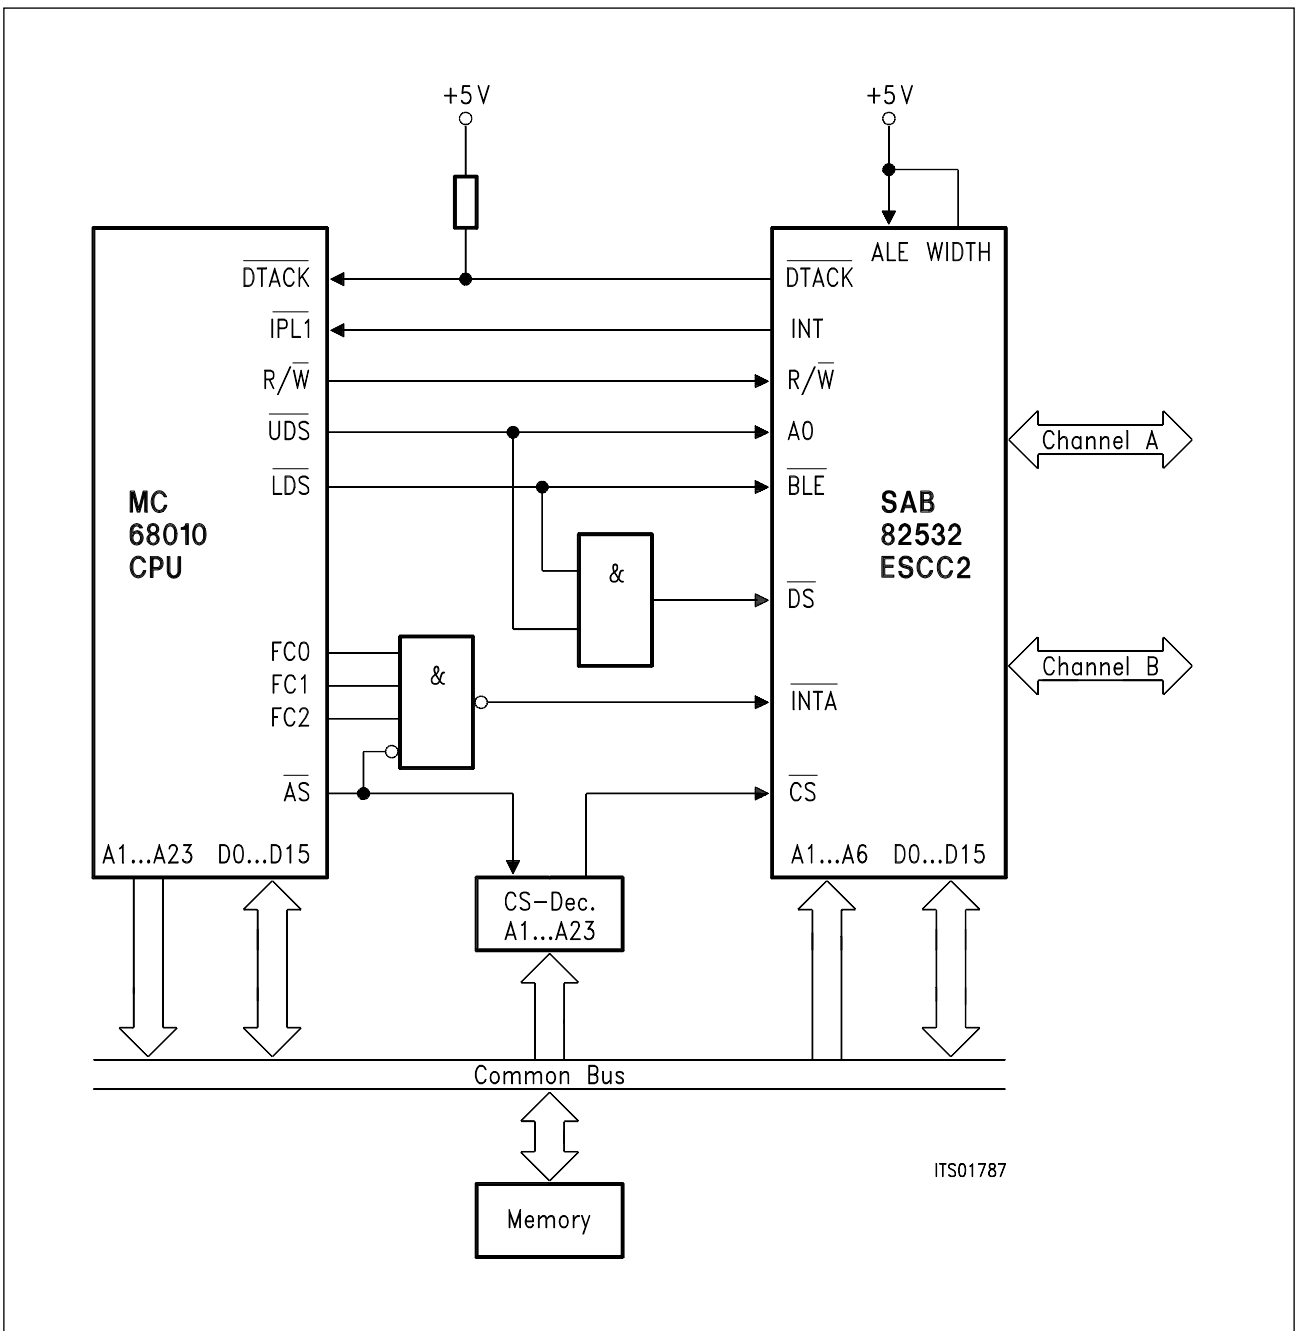 +5V
+5V
ALE WIDTH
DTACK
DTACK
IPL1
INT
R/W
R/W
UDS
A0
Channel A
LDS
BLE
MC
68010
CPU
SAB
82532
ESCC2
&
DS
FC0
FC1
FC2
&
INTA
Channel B
AS
CS
A1...A23 D0...D15
A1...A6 D0...D15
CS-Dec.
A1...A23
Common Bus
ITS01787
Memory